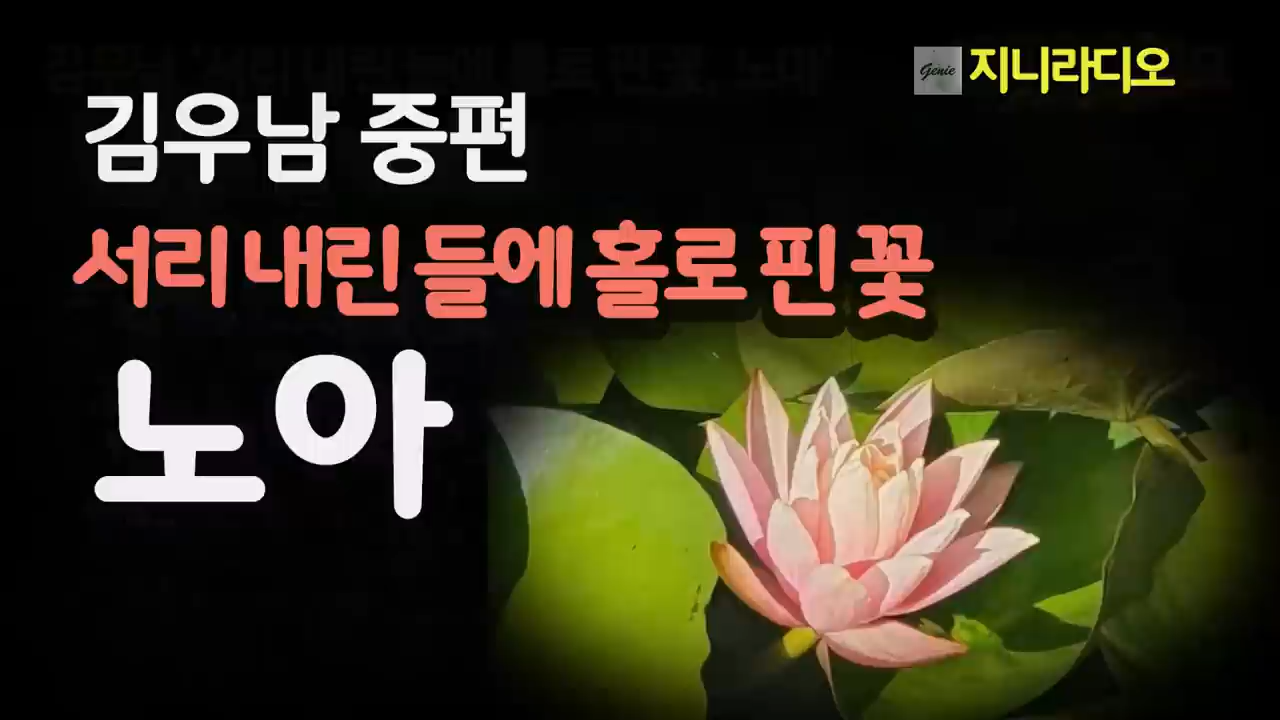 Genie 지니라디오
김우남 중편
서리 내린 들에 홀로 핀 꽃
노아